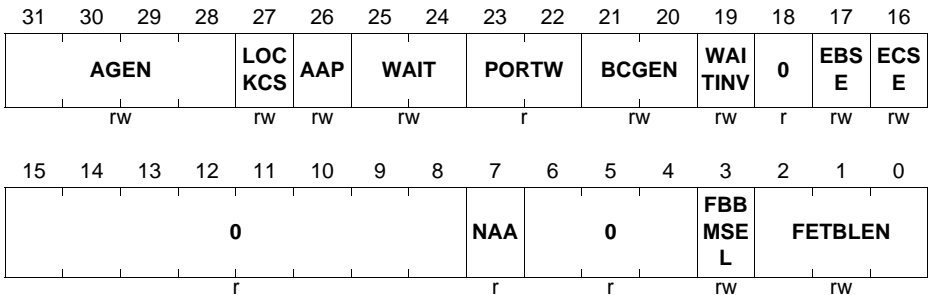 31 30 29 28 27 26 25 24 23 22 21 20 19 18 17 16
AGEN LOC KCS AAP WAIT PORTW BCGEN WAI TINV 0 EBS E ECS E
rw rw rw rw r rw rw r rw rw
15 14 13 12 11 10 9 8 7 6 5 4 3 2 1 0
0 NAA 0 FBB MSE L FETBLEN
r r r rw rw